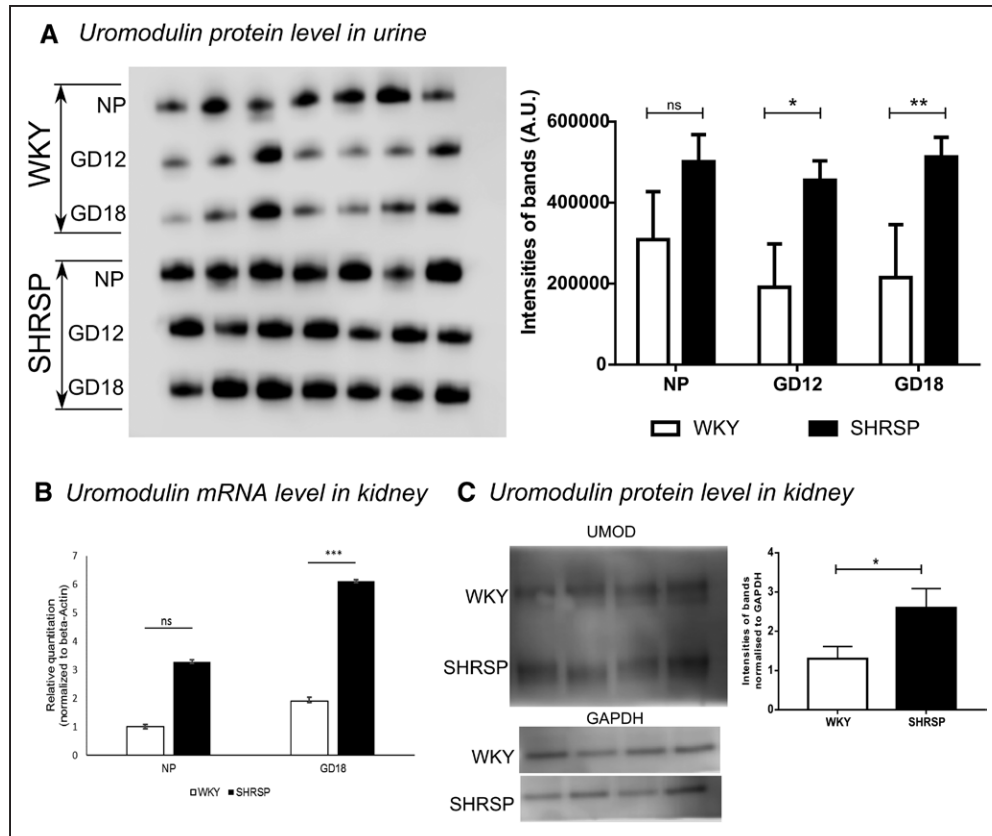 A Uromodulin protein level in urine
WKY
NP
GD12
GD18
SHRSP
NP
GD12
GD18
Intensities of bands (A.U.)
600000
400000
200000
0
ns
*
**
NP GD12 GD18
WKY SHRSP
B Uromodulin mRNA level in kidney
Relative quantitation
(normalized to beta-Actin)
7
6
5
4
3
2
1
0
ns
***
NP GD18
WKY SHRSP
C Uromodulin protein level in kidney
UMOD
WKY
SHRSP
GAPDH
WKY
SHRSP
Intensities of bands
normalised to GAPDH
4
3
2
1
0
*
WKY SHRSP